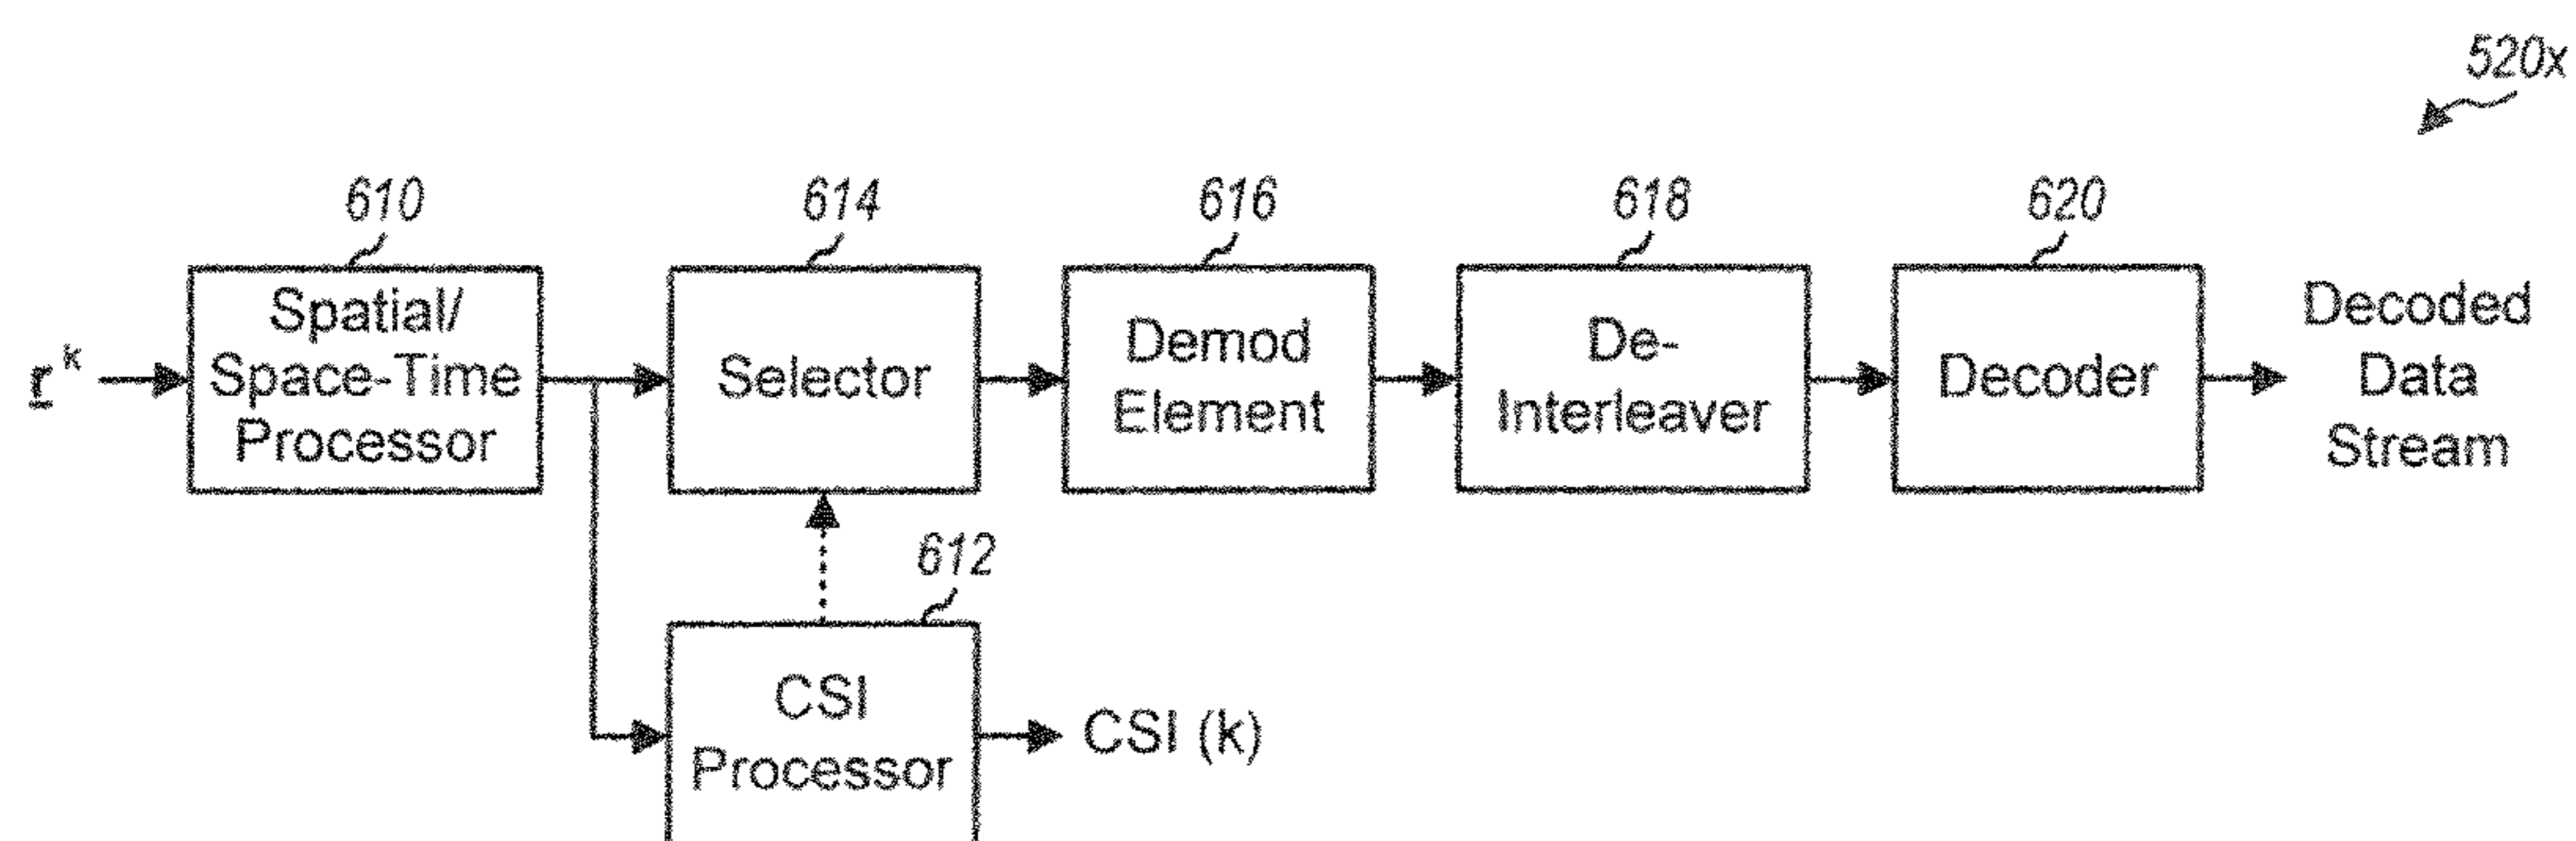 520x
610
614
616
618
620
r k
Spatial/
Space-Time
Processor
Selector
Demod
Element
De-
Interleaver
Decoder
Decoded
Data
Stream
612
CSI
Processor
CSI (k)